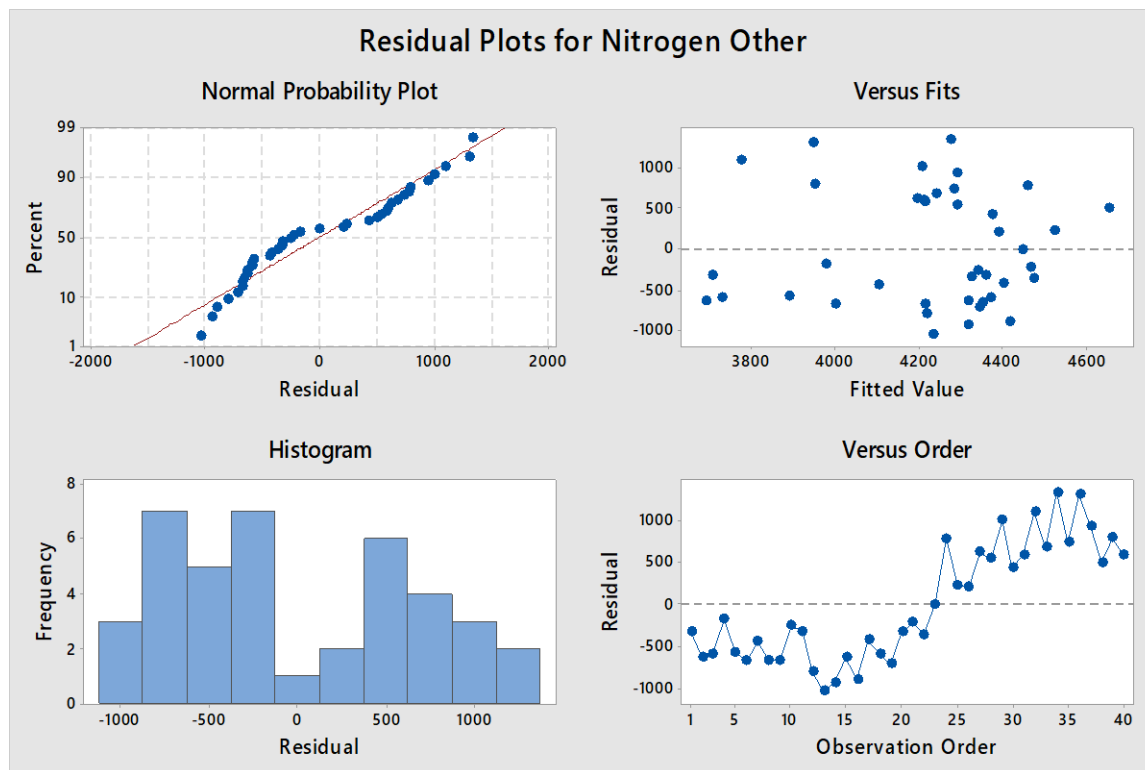 Residual Plots for Nitrogen Other
Normal Probability Plot
99
90
50
10
1
Percent
-2000 -1000 0 1000 2000
Residual
Versus Fits
1000
500
0
-500
-1000
Residual
3800 4000 4200 4400 4600
Fitted Value
Histogram
8
6
4
2
0
Frequency
-1000 -500 0 500 1000
Residual
Versus Order
1000
500
0
-500
-1000
Residual
1 5 10 15 20 25 30 35 40
Observation Order